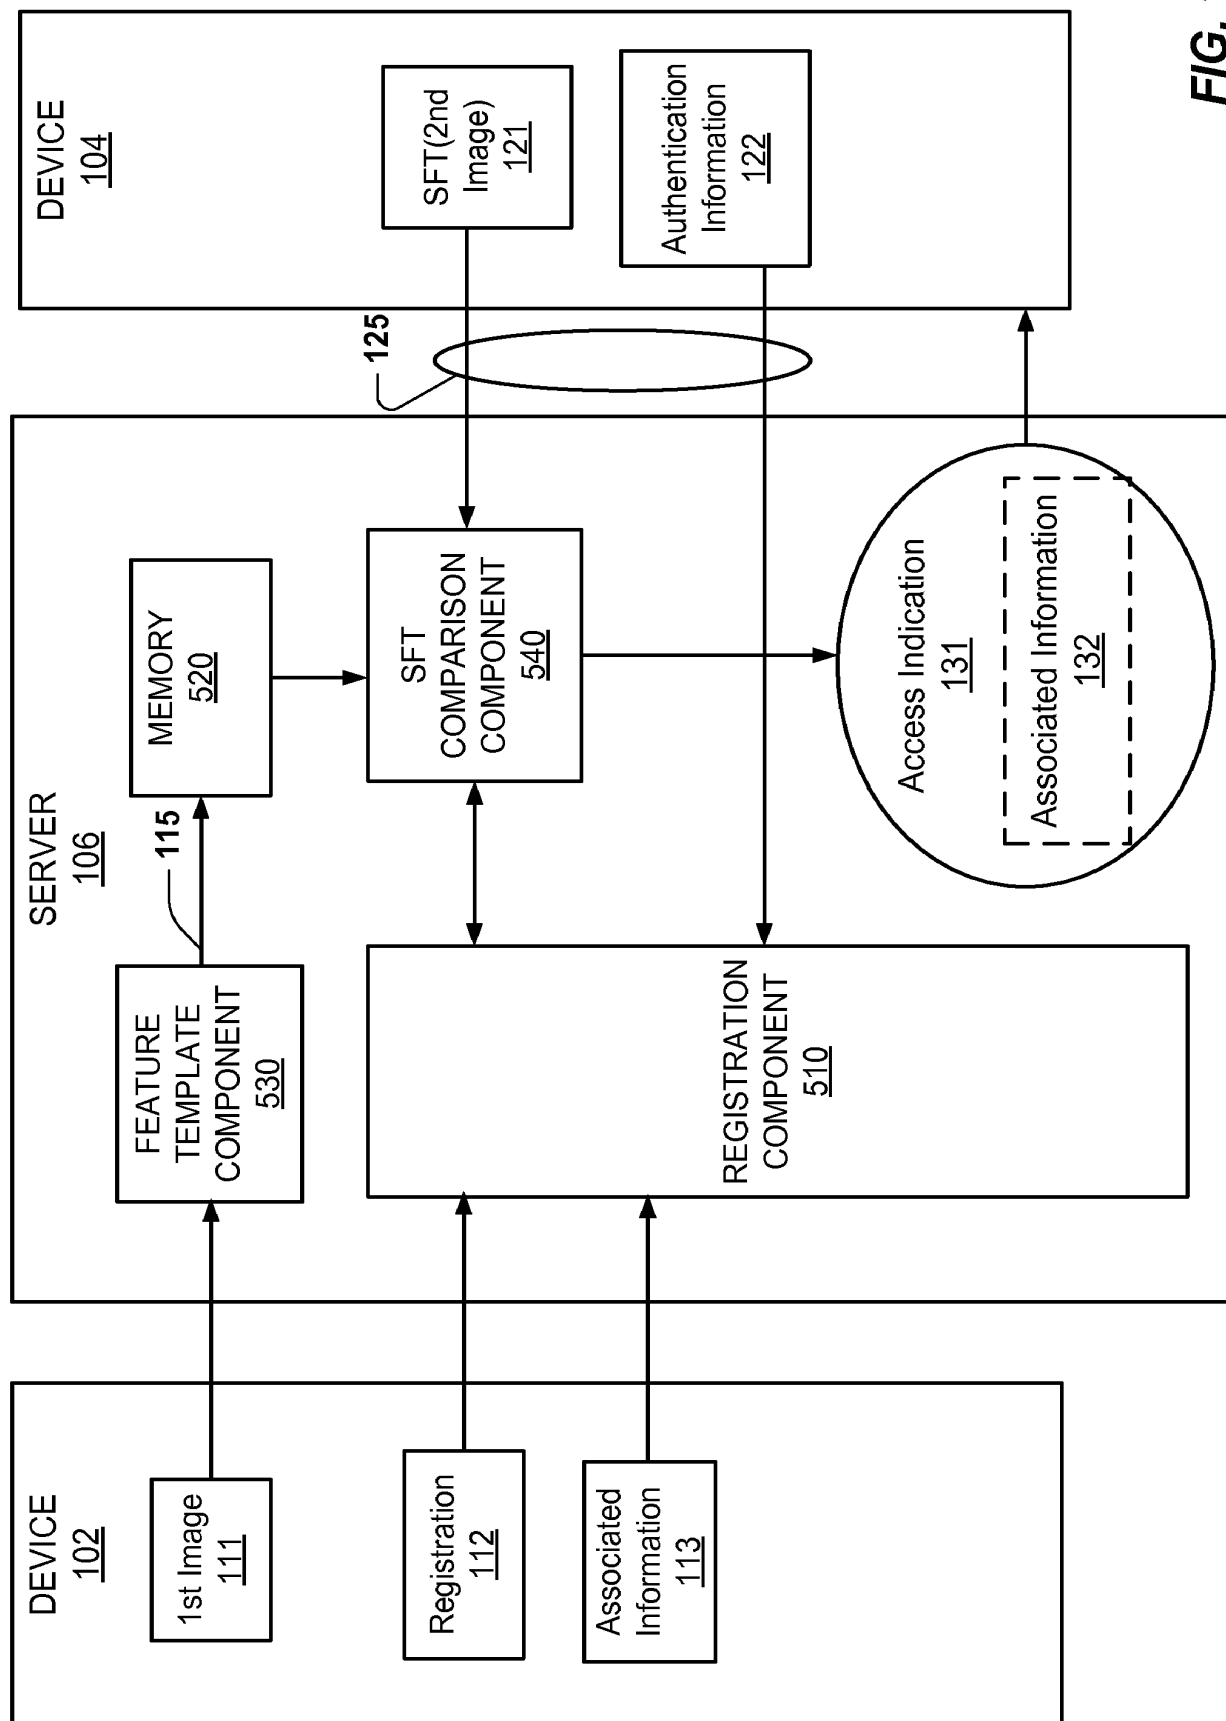 DEVICE
102
1st Image
111
Registration
112
Associated
Information
113
SERVER
106
FEATURE
TEMPLATE
COMPONENT
530
115
MEMORY
520
REGISTRATION
COMPONENT
510
SFT
COMPARISON
COMPONENT
540
Access Indication
131
Associated Information
132
125
DEVICE
104
SFT(2nd
Image)
121
Authentication
Information
122
FIG.